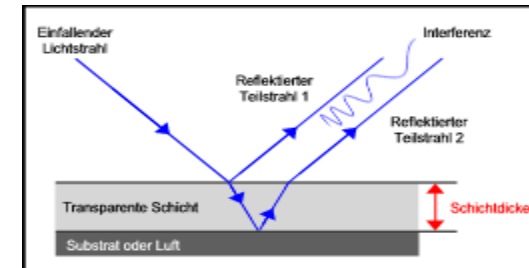 Einfallender
Lichtstrahl
Interferenz
Reflektierter
Teilstrahl 1
Reflektierter
Teilstrahl 2
Transparente Schicht
Schichtdicke
Substrat oder Luft